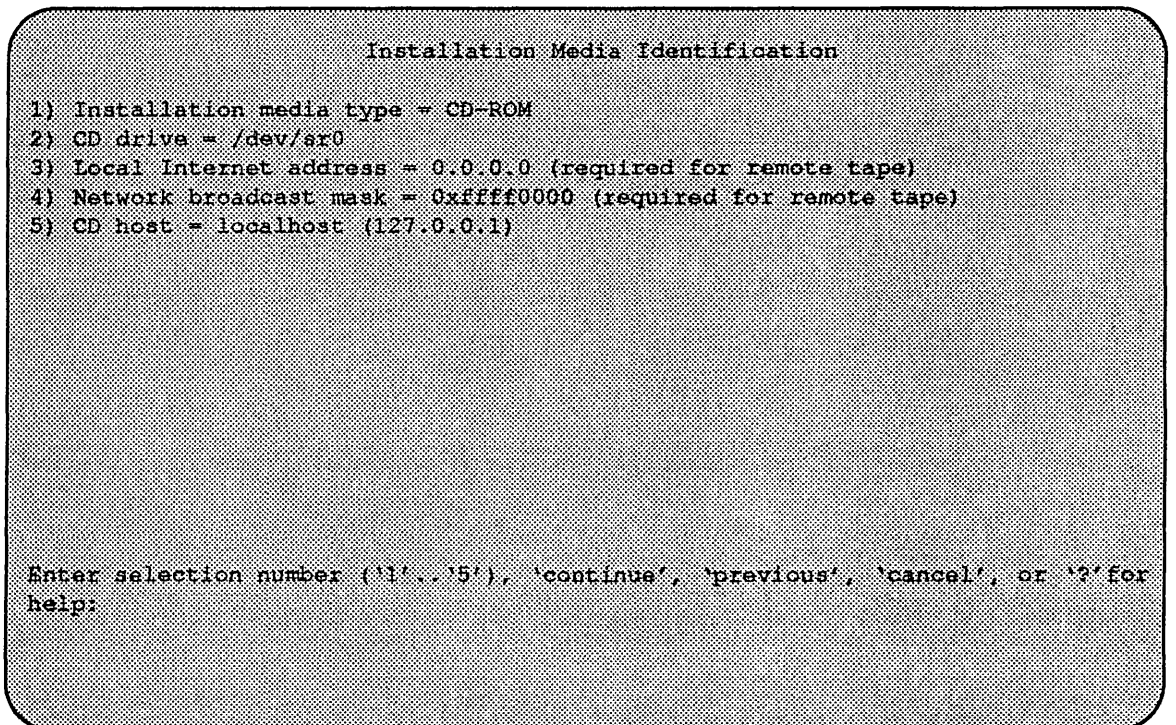 Installation Media Identification
1) Installation media type = CD-ROM
2) CD drive = /dev/sr0
3) Local Internet address = 0.0.0.0 (required for remote tape)
4) Network broadcast mask = 0xffff0000 (required for remote tape)
5) CD host = localhost (127.0.0.1)
Enter selection number ('1'..'5'), 'continue', 'previous', 'cancel', or '?'for
help: